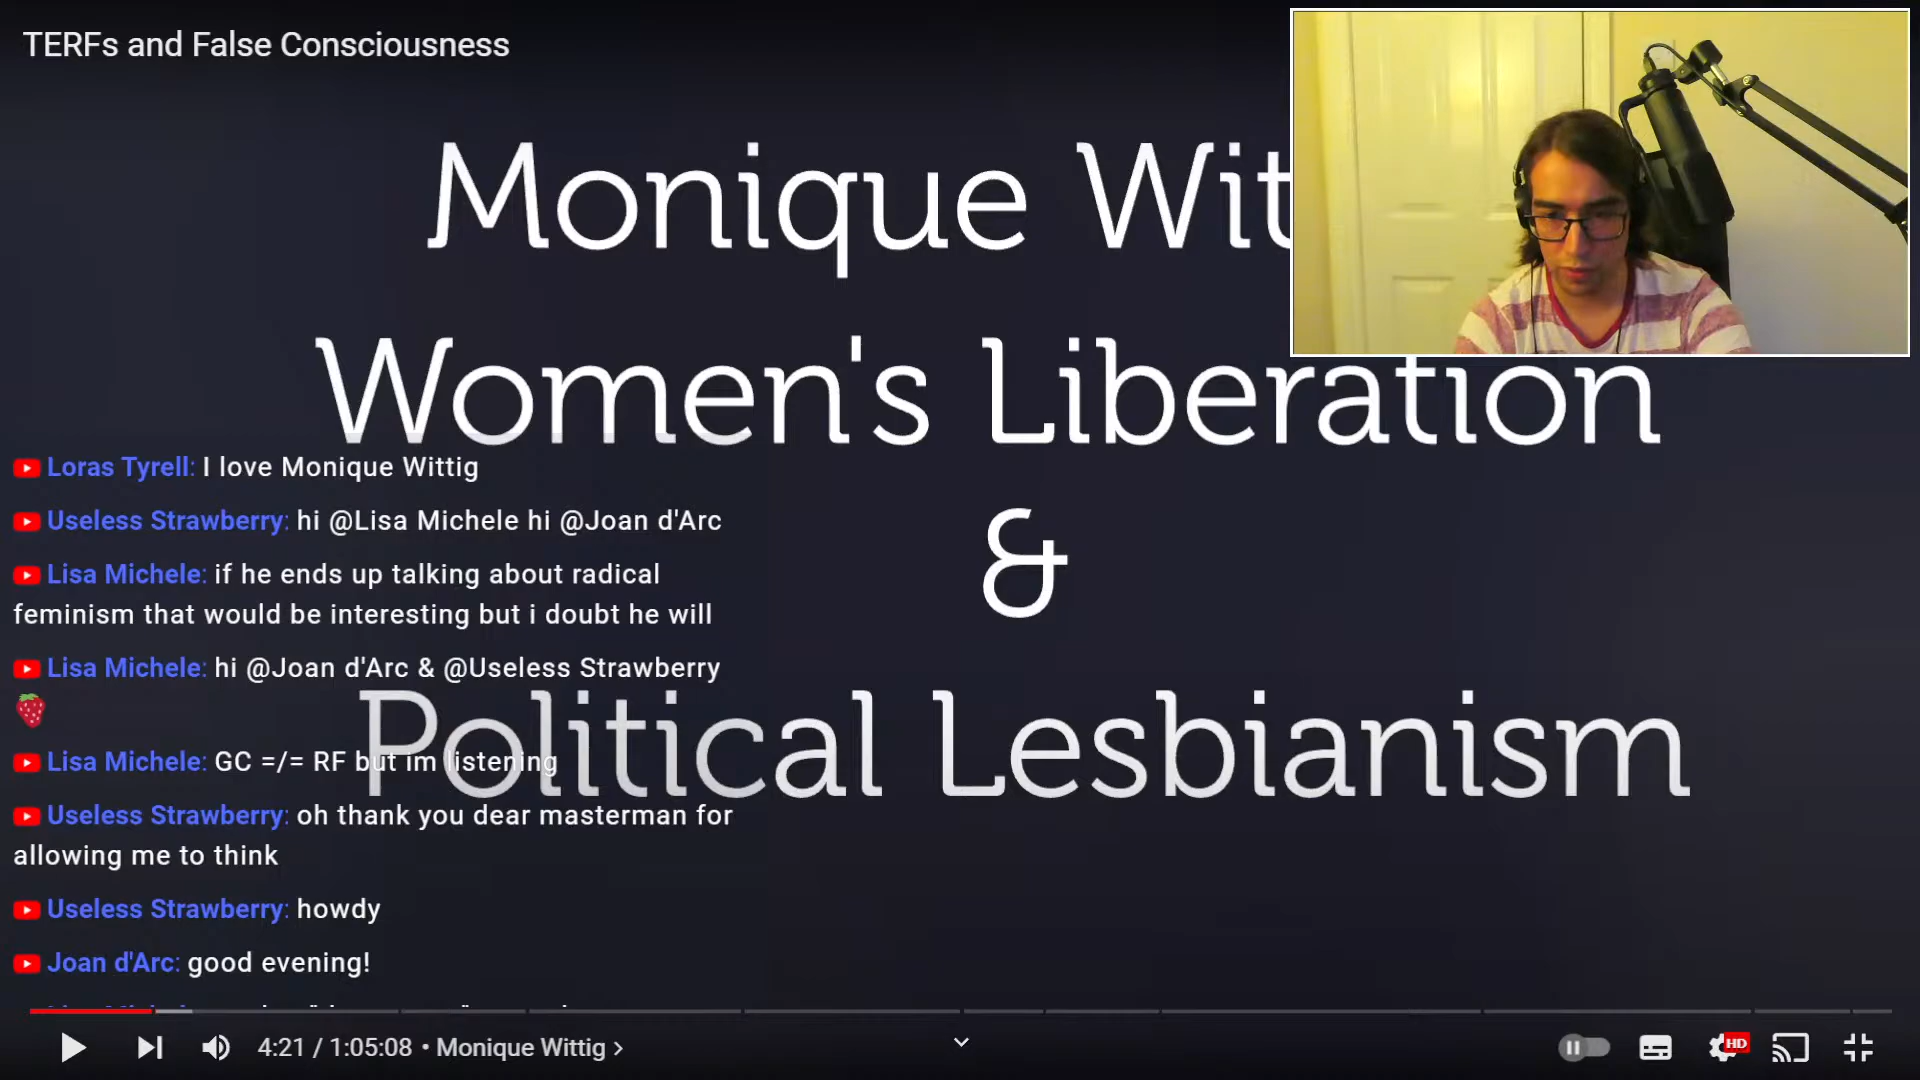 TERFs and False Consciousness
Monique Wit
Women's Liberation
&
Political Lesbianism
Loras Tyrell: I love Monique Wittig
Useless Strawberry: hi @Lisa Michele hi @Joan d'Arc
Lisa Michele: if he ends up talking about radical
feminism that would be interesting but i doubt he will
Lisa Michele: hi @Joan d'Arc & @Useless Strawberry
Lisa Michele: GC =/= RF but im listening
Useless Strawberry: oh thank you dear masterman for
allowing me to think
Useless Strawberry: howdy
Joan d'Arc: good evening!
4:21 / 1:05:08 • Monique Wittig >
HD